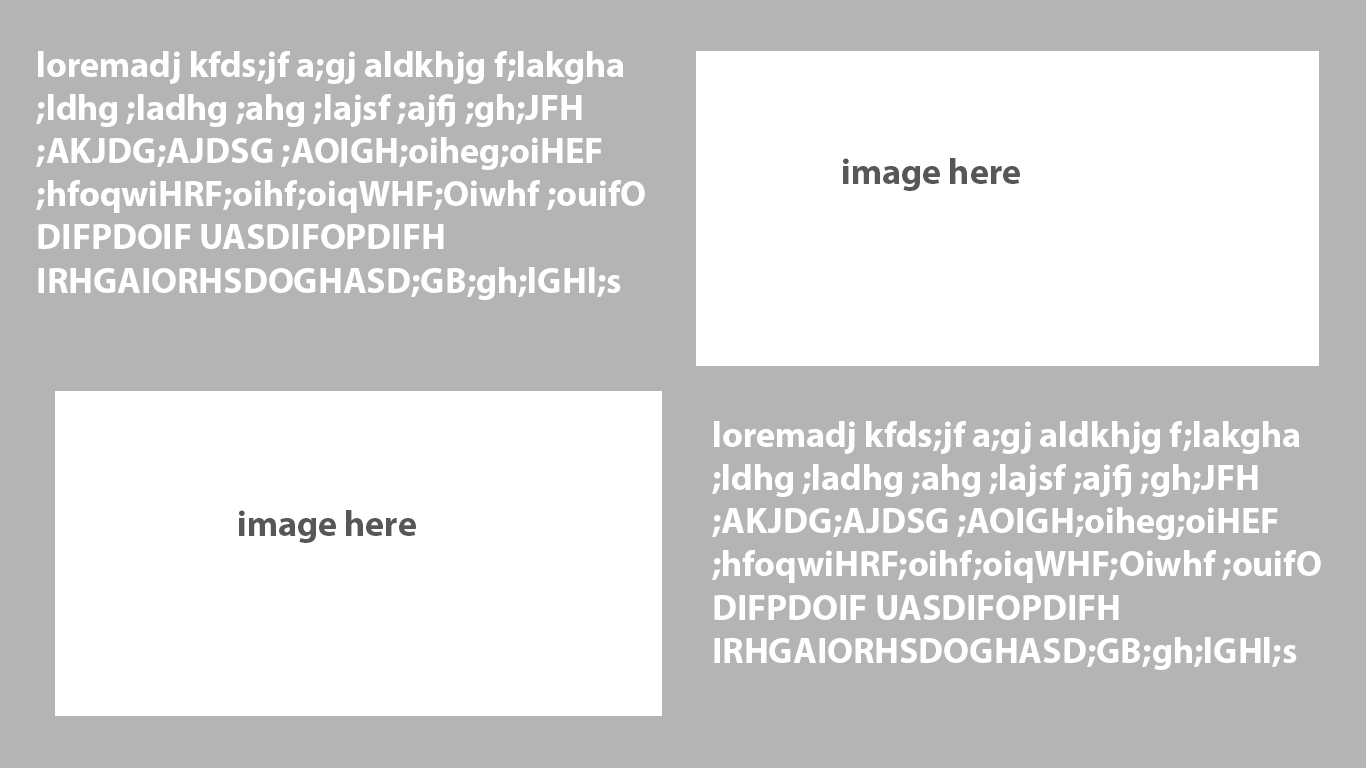 loremadj kfds;jf a;gj aldkhjg f;lakgha
;ldhg ;ladhg ;ahg ;lajsf ;ajfj ;gh;JFH
;AKJDG;AJDSG ;AOIGH;oiheg;oiHEF
;hfoqwiHRF;oihf;oiqWHF;Oiwhf ;ouifO
DIFPDOIF UASDIFOPDIFH
IRHGAIORHSDOGHASD;GB;gh;lGHl;s
image here
image here
loremadj kfds;jf a;gj aldkhjg f;lakgha
;ldhg ;ladhg ;ahg ;lajsf ;ajfj ;gh;JFH
;AKJDG;AJDSG ;AOIGH;oiheg;oiHEF
;hfoqwiHRF;oihf;oiqWHF;Oiwhf ;ouifO
DIFPDOIF UASDIFOPDIFH
IRHGAIORHSDOGHASD;GB;gh;lGHl;s